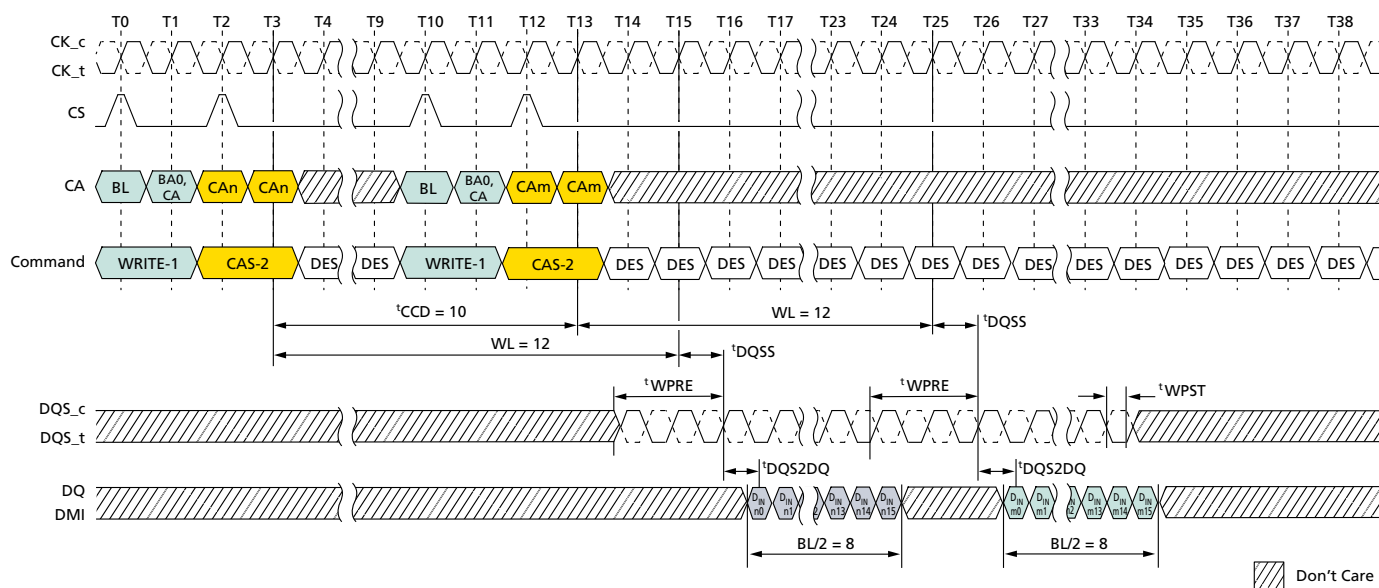 T0 T1 T2 T3 T4 T9 T10 T11 T12 T13 T14 T15 T16 T17 T23 T24 T25 T26 T27 T33 T34 T35 T36 T37 T38
CK_c
CK_t
CS
CA BL BA0, CA CAn CAn BL BA0, CA CAm CAm
Command WRITE-1 CAS-2 DES DES WRITE-1 CAS-2 DES DES DES DES DES DES DES DES DES DES DES DES DES DES DES
tCCD = 10 WL = 12 tDQSS
WL = 12 tDQSS
tWPRE tWPRE tWPST
DQS_c
DQS_t
tDQS2DQ tDQS2DQ
DQ
DMI
DIN n0 DIN n1 DIN n13 DIN n14 DIN n15 DIN m0 DIN m1 DIN m13 DIN m14 DIN m15
BL/2 = 8 BL/2 = 8
Don't Care